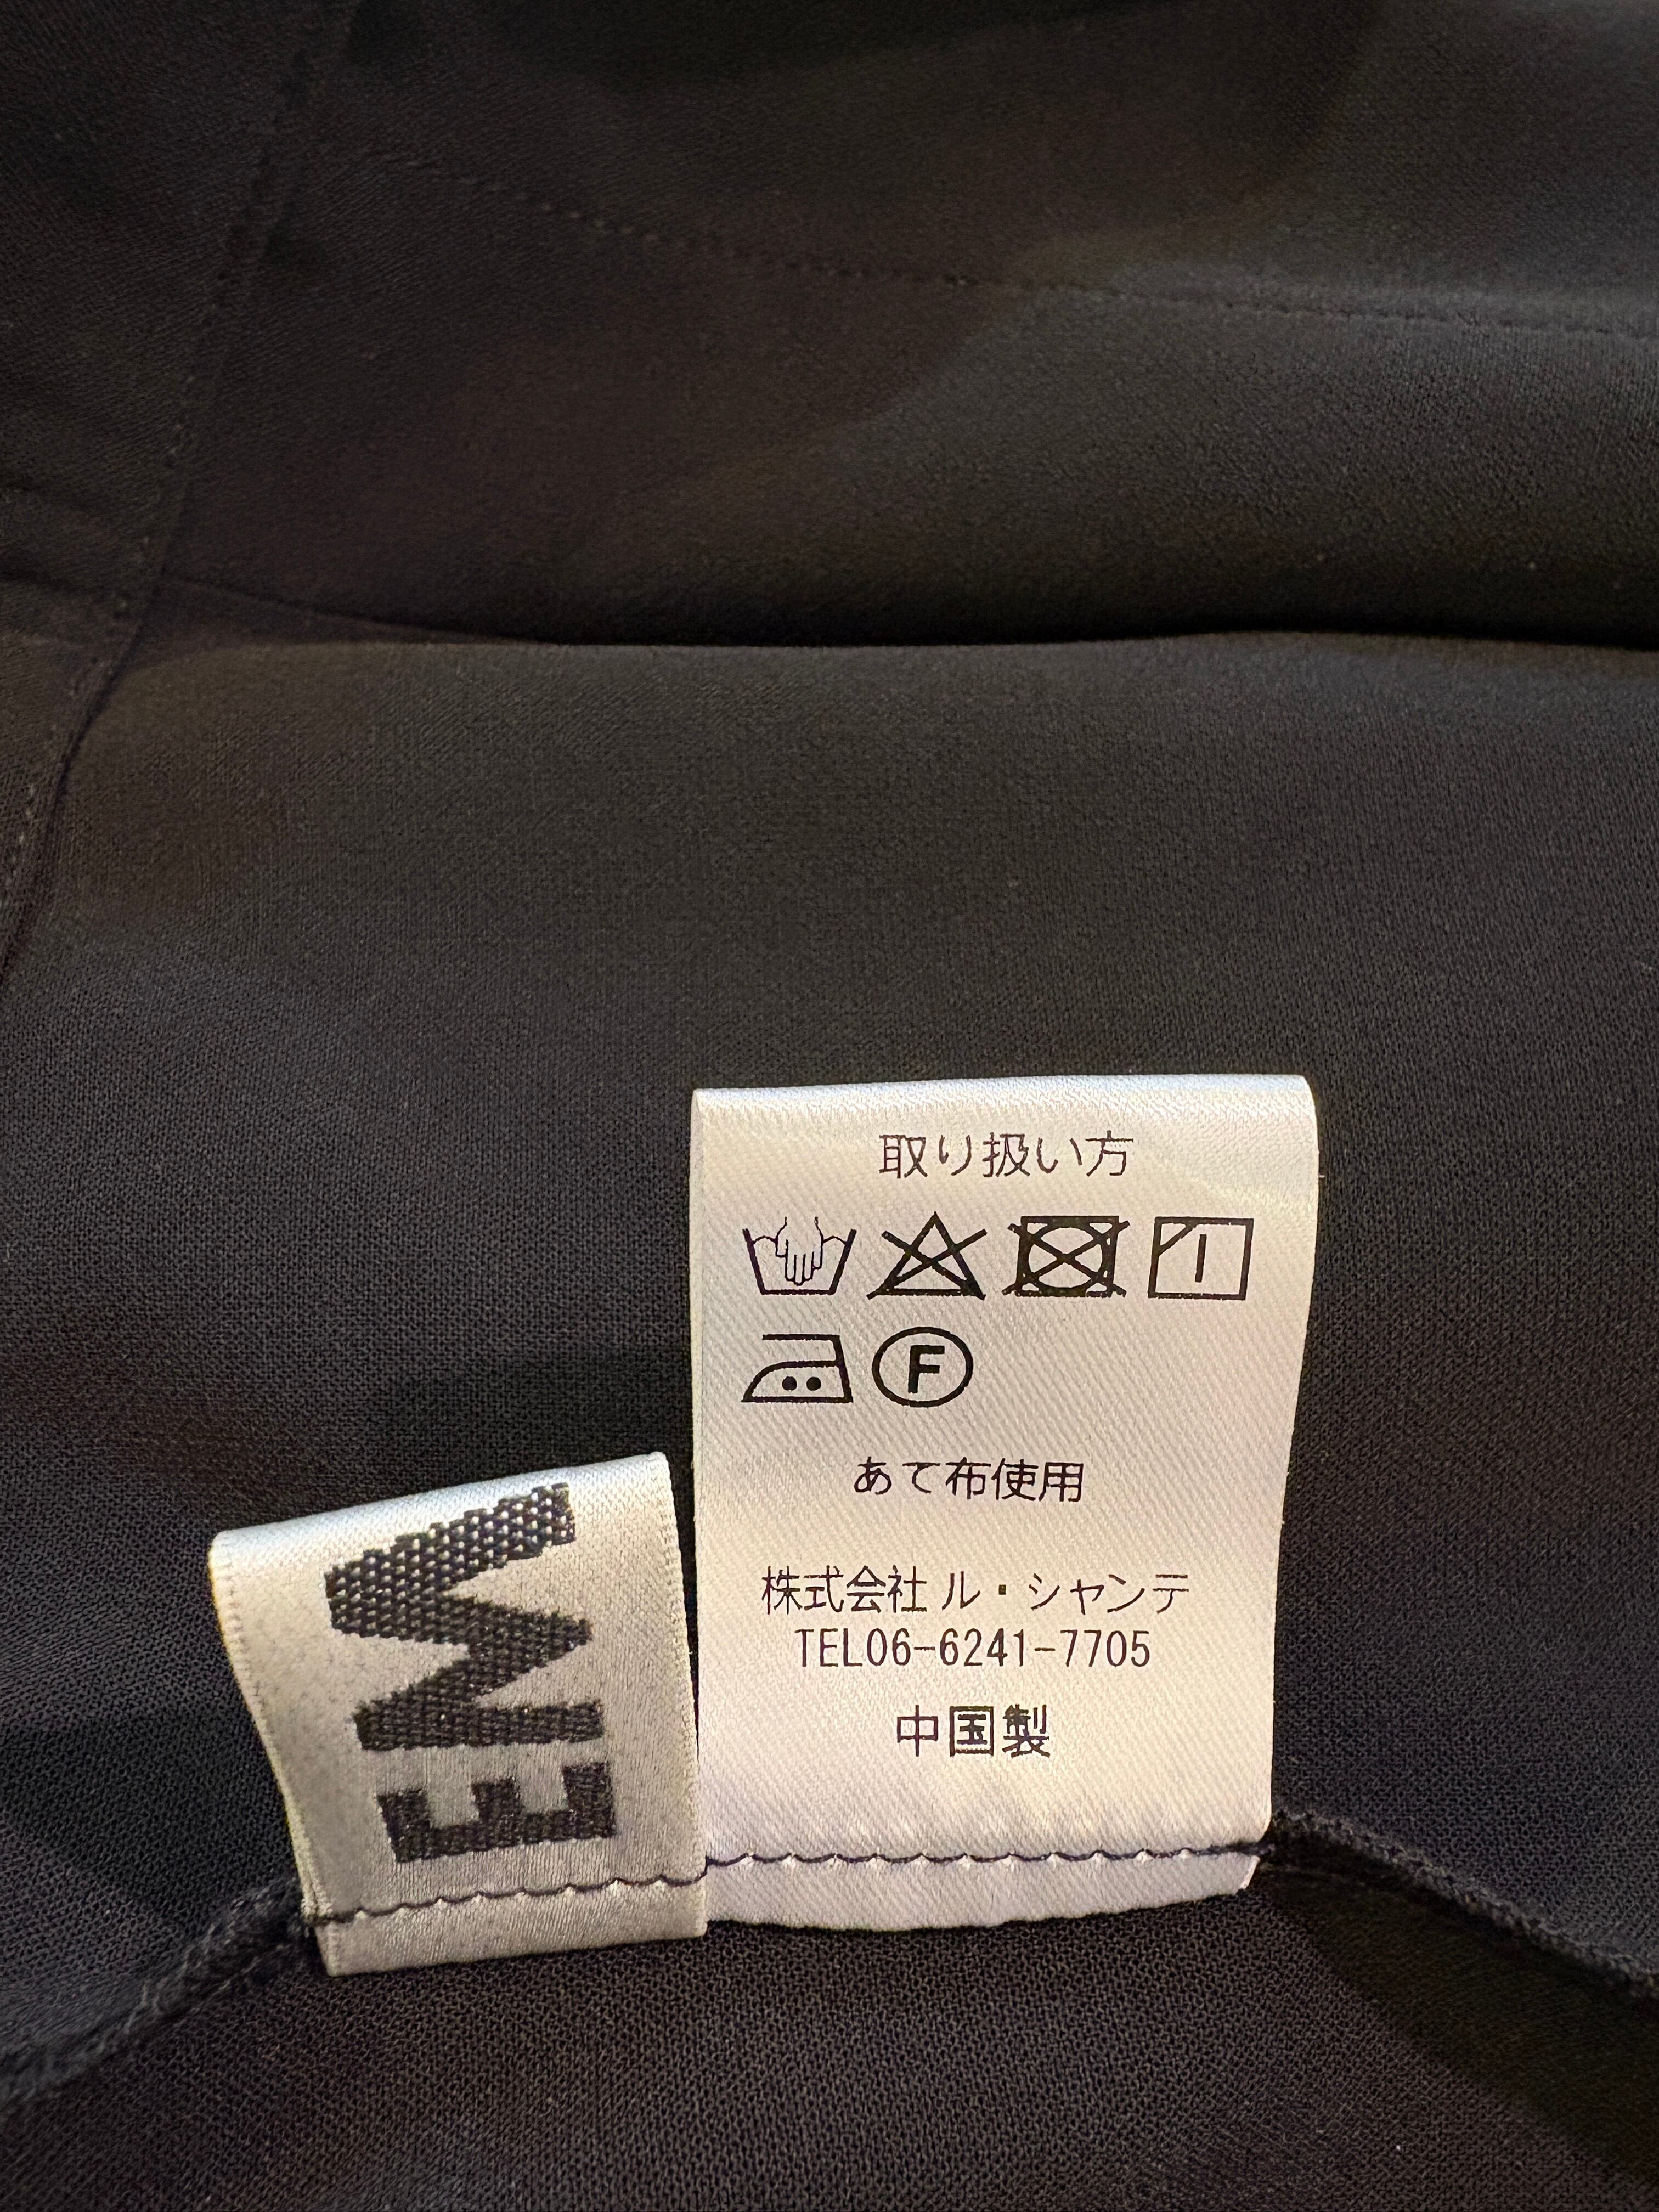 取り扱い方
F
あて布使用
株式会社 ル・シャンテ
TEL06-6241-7705
中国製
ME